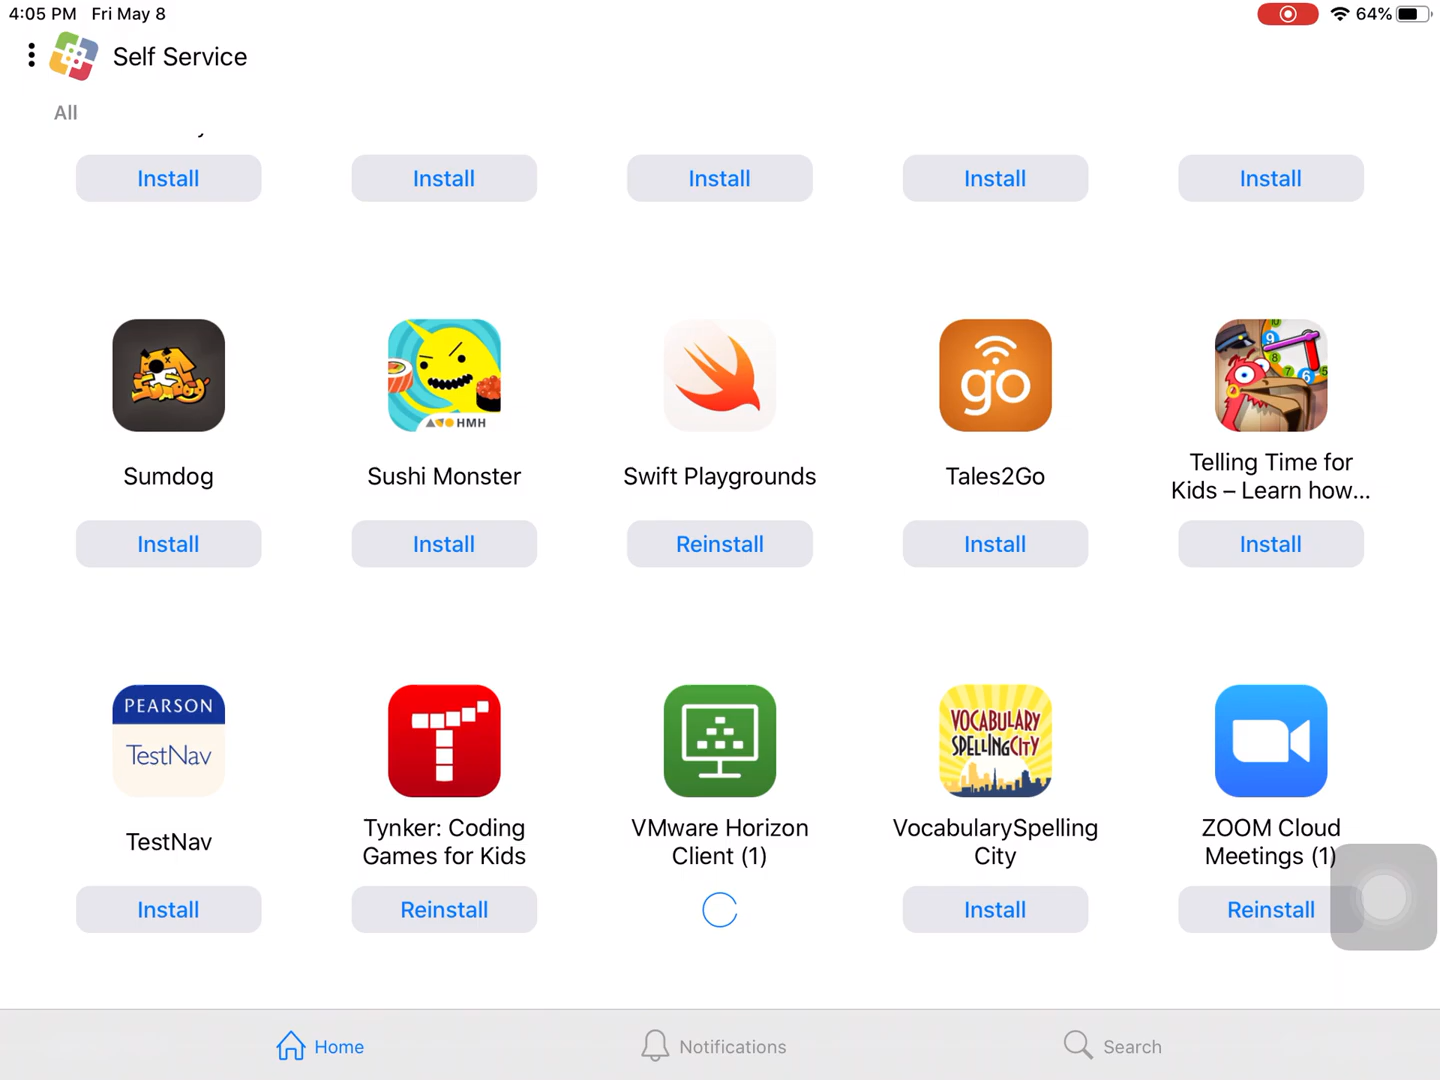 4:05 PM Fri May 8
64%
Self Service
All
Install Install Install Install Install
go
HMH
Sumdog
Sushi Monster
Swift Playgrounds
Tales2Go
Telling Time for
Kids – Learn how...
Install Install Reinstall Install Install
PEARSON
TestNav
VOCABULARY
SPELLINGCITY
TestNav
Tynker: Coding
Games for Kids
VMware Horizon
Client (1)
VocabularySpelling
City
ZOOM Cloud
Meetings (1)
Install Reinstall Install Reinstall
Home Notifications Search